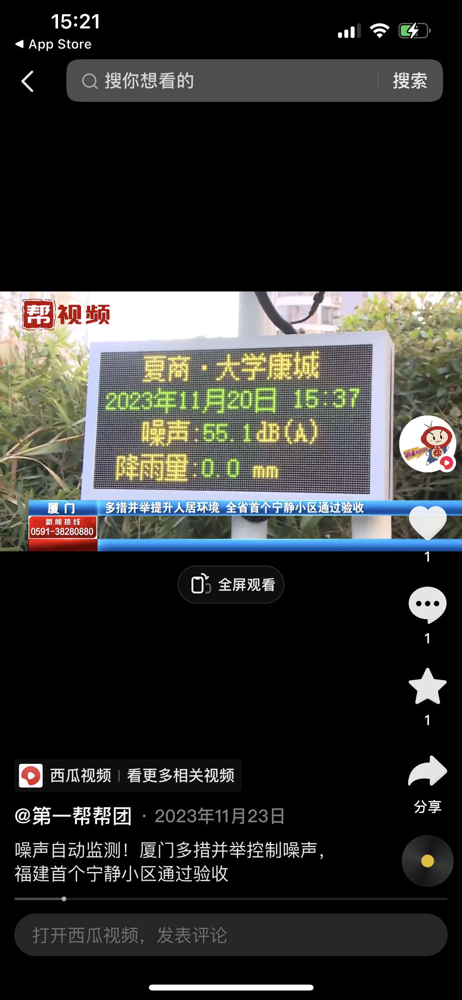 15:21
App Store
搜你想看的
搜索
帮视频
夏商·大学康城
2023年11月20日 15:37
噪声:55.1dB(A)
降雨量:0.0 mm
厦门
多措并举提升人居环境 全省首个宁静小区通过验收
新闻热线
0591-38280880
第1帮帮团
帮
1
全屏观看
1
1
西瓜视频
看更多相关视频
分享
@第一帮帮团 · 2023年11月23日
噪声自动监测！厦门多措并举控制噪声，
福建首个宁静小区通过验收
打开西瓜视频，发表评论